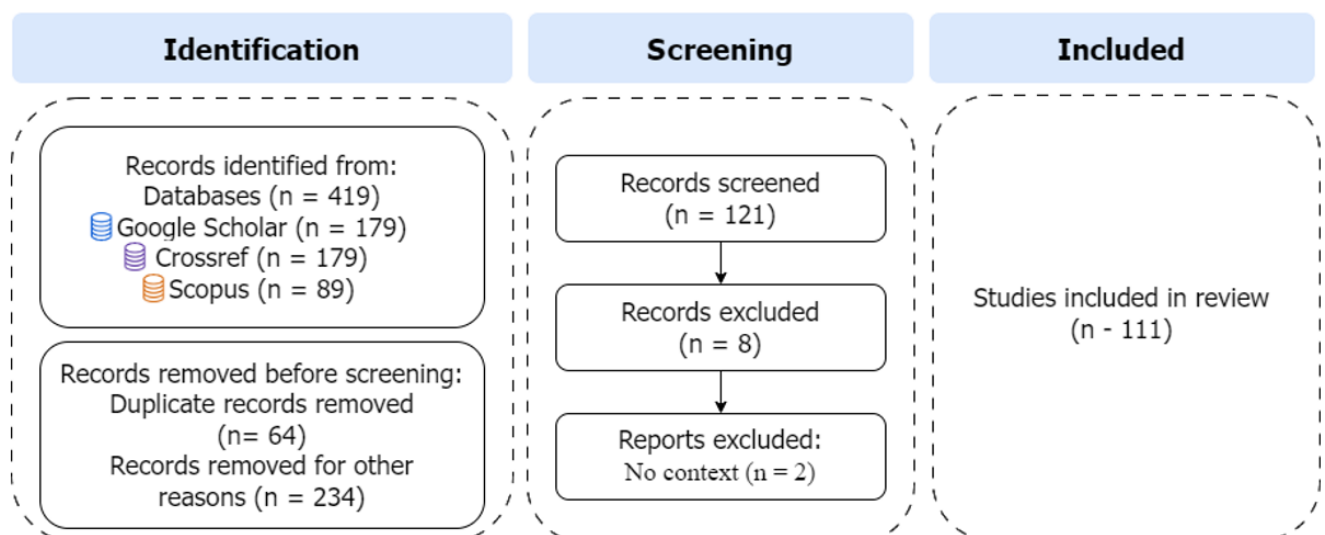 Identification
Records identified from:
Databases (n = 419)
Google Scholar (n = 179)
Crossref (n = 179)
Scopus (n = 89)
Records removed before screening:
Duplicate records removed
(n= 64)
Records removed for other
reasons (n = 234)
Screening
Records screened
(n = 121)
Records excluded
(n = 8)
Reports excluded:
No context (n = 2)
Included
Studies included in review
(n - 111)